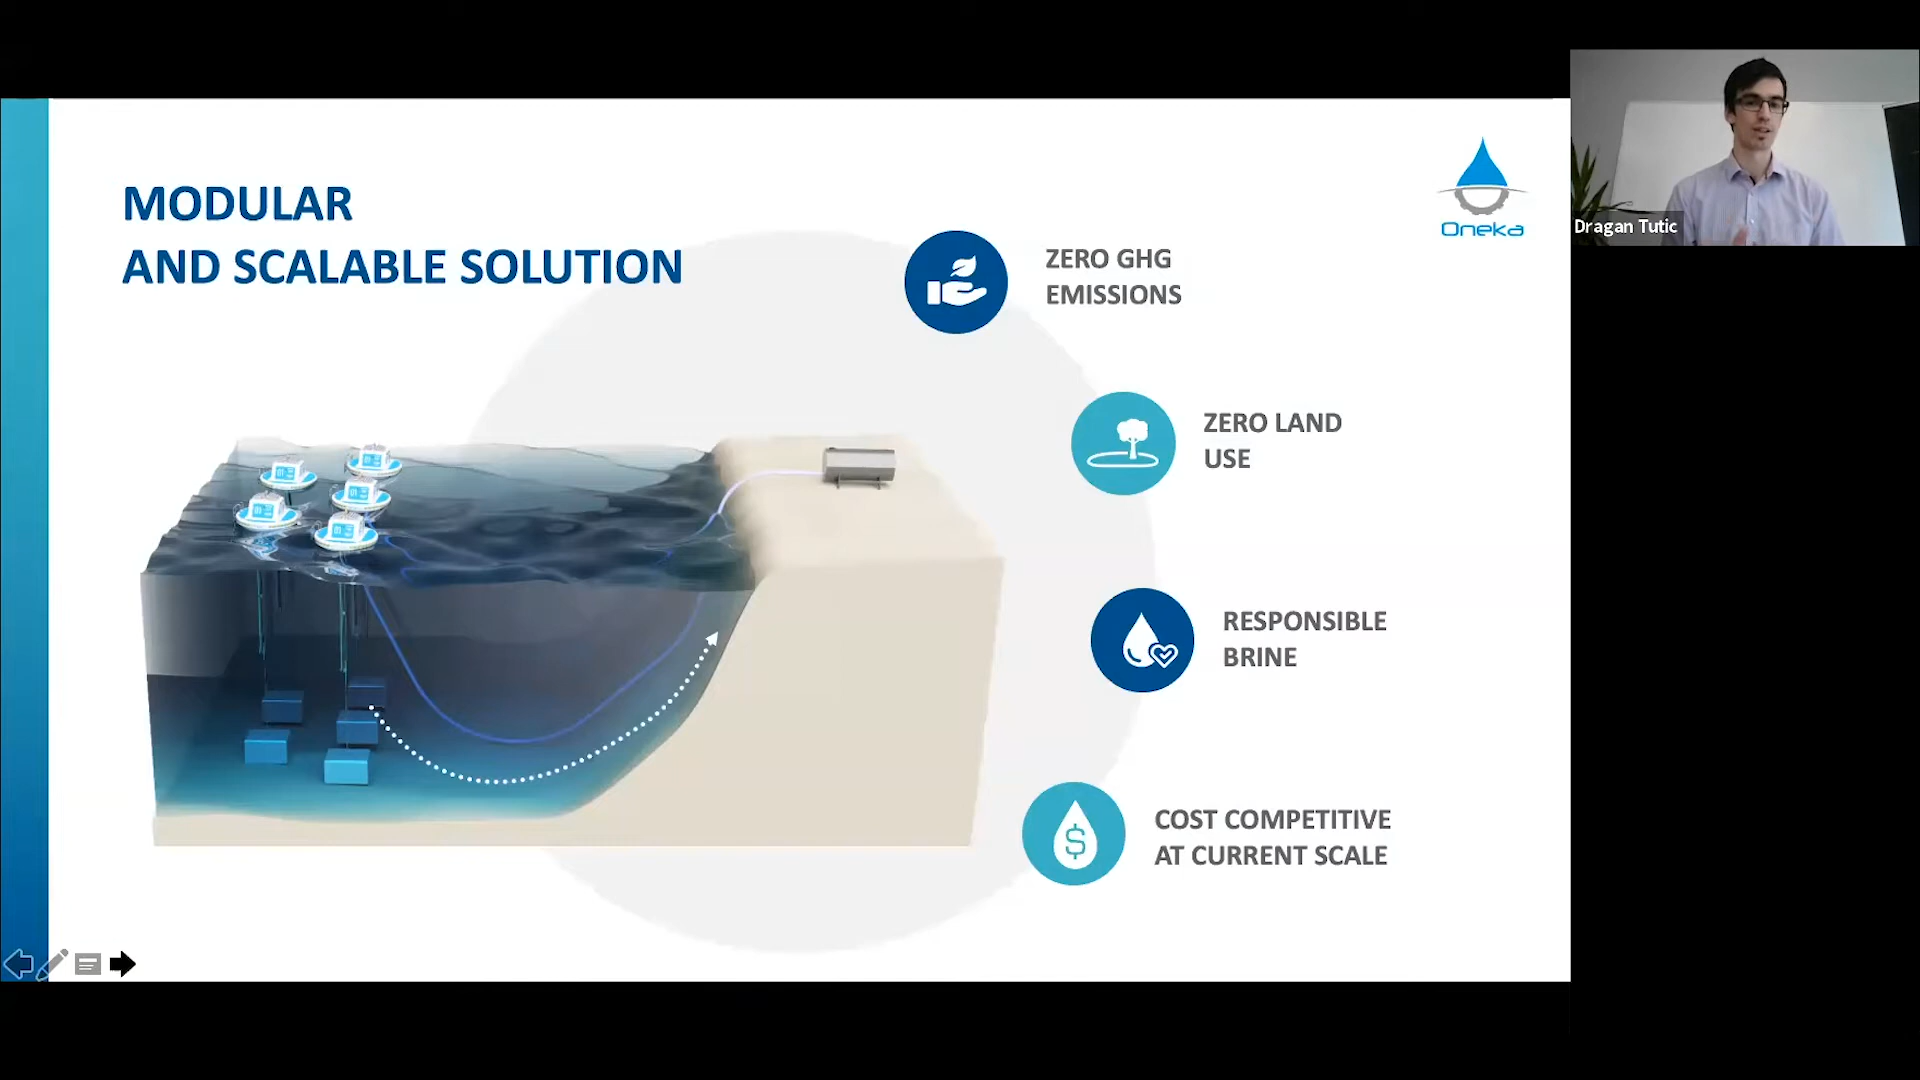 MODULAR
AND SCALABLE SOLUTION
Oneka
Dragan Tutic
ZERO GHG
EMISSIONS
ZERO LAND
USE
RESPONSIBLE
BRINE
$
COST COMPETITIVE
AT CURRENT SCALE